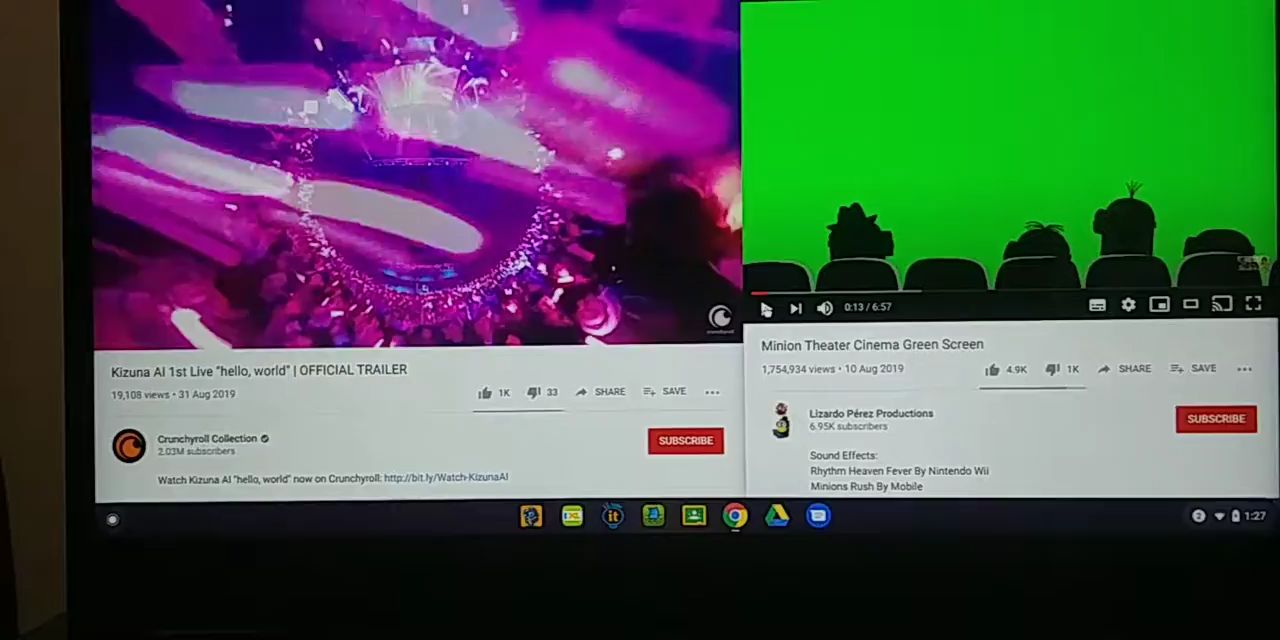 Kizuna AI 1st Live "hello, world" | OFFICIAL TRAILER
19,108 views • 31 Aug 2019
1K
33
SHARE
SAVE
Crunchyroll Collection
2.03M subscribers
SUBSCRIBE
Watch Kizuna AI "hello, world" now on Crunchyroll: http://bit.ly/Watch-KizunaAI
0:13 / 6:57
Minion Theater Cinema Green Screen
1,754,934 views • 10 Aug 2019
4.9K
1K
SHARE
SAVE
Lizardo Pérez Productions
6.95K subscribers
SUBSCRIBE
Sound Effects:
Rhythm Heaven Fever By Nintendo Wii
Minions Rush By Mobile
it
2
1:27